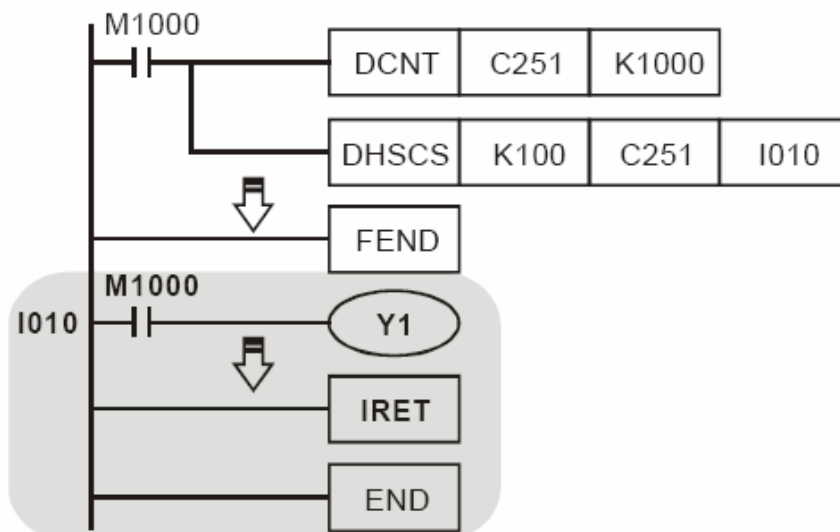 M1000
DCNT C251 K1000
DHSCS K100 C251 I010
FEND
M1000
I010 Y1
IRET
END